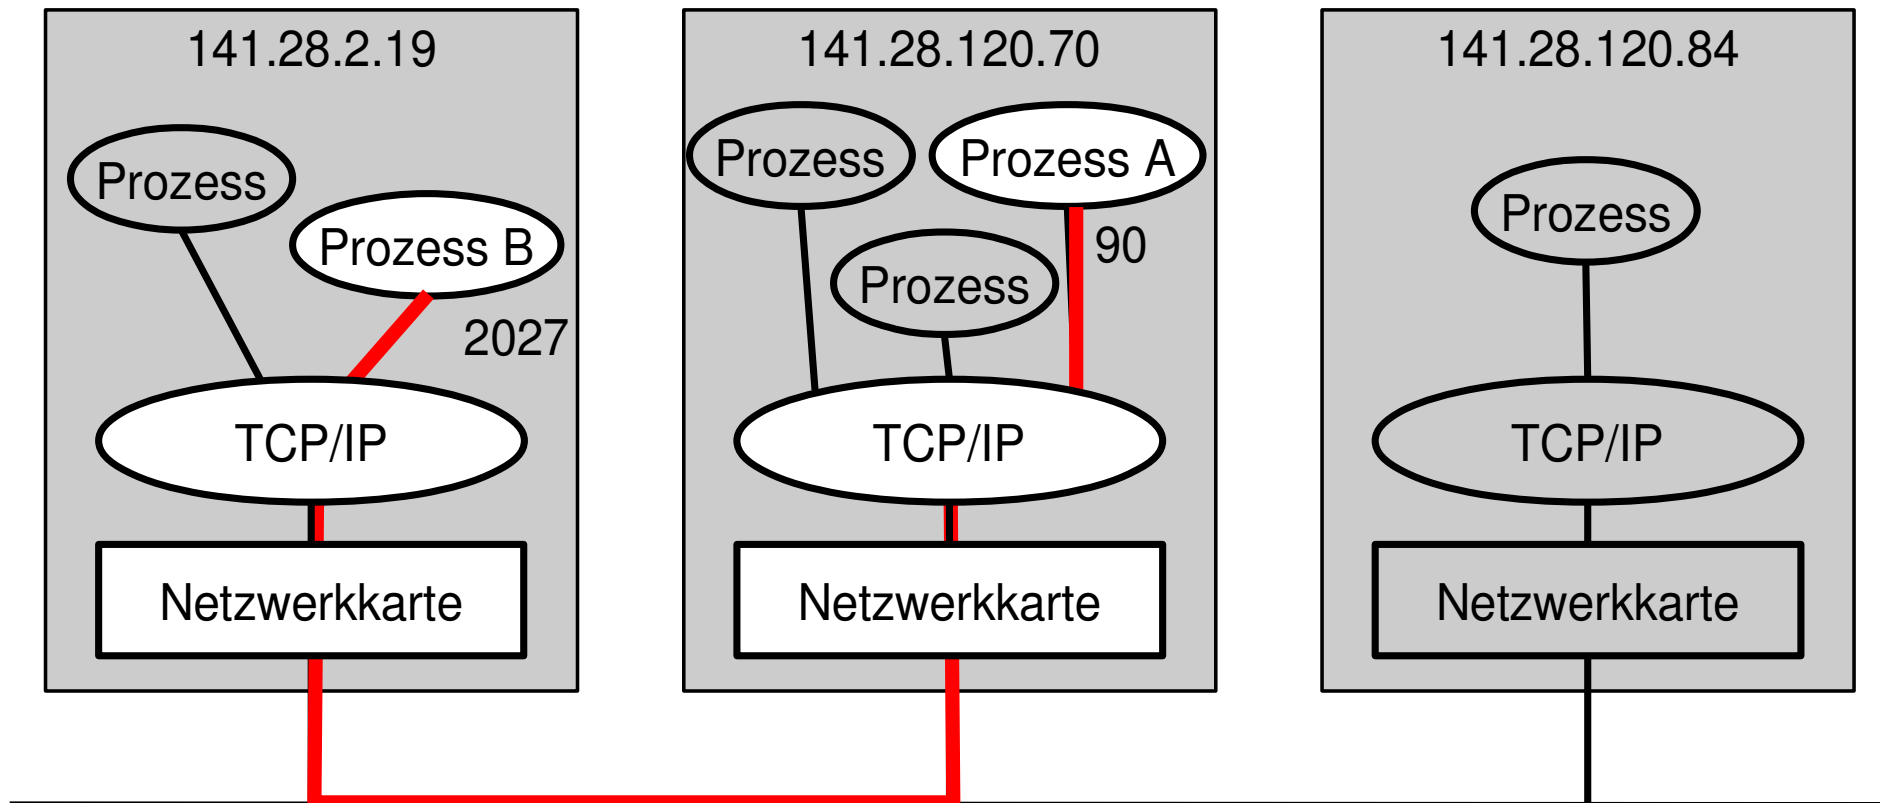 141.28.2.19
Prozess
Prozess B
2027
TCP/IP
Netzwerkkarte
141.28.120.70
Prozess
Prozess A
90
Prozess
TCP/IP
Netzwerkkarte
141.28.120.84
Prozess
TCP/IP
Netzwerkkarte